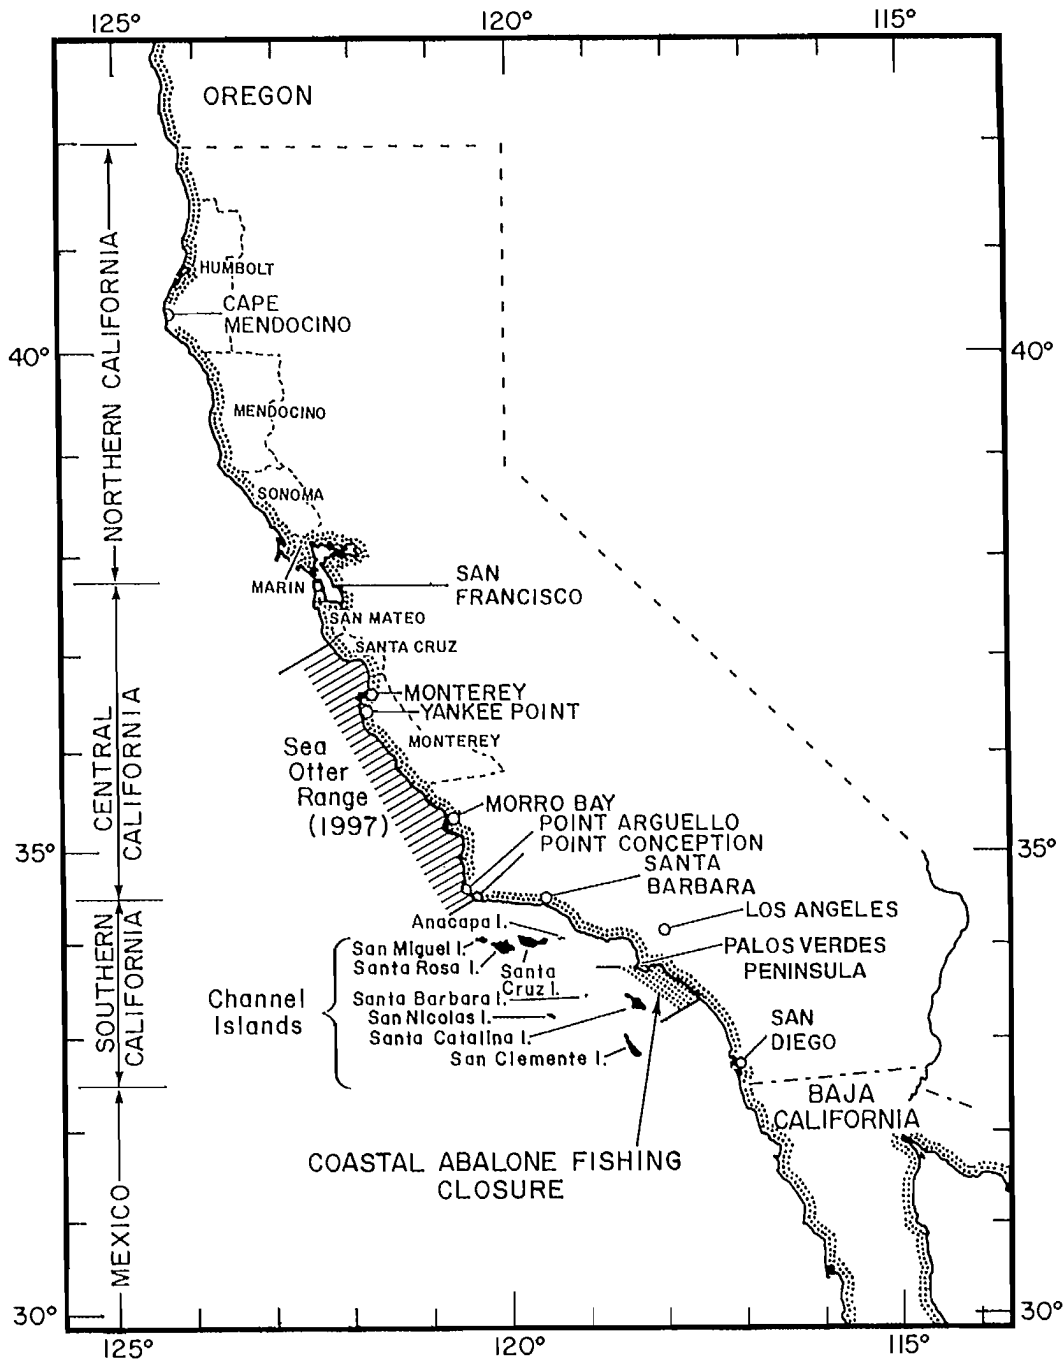 125°
120°
115°
OREGON
HUMBOLT
CAPE
MENDOCINO
40°
40°
NORTHERN CALIFORNIA
MENDOCINO
SONOMA
MARIN
SAN
FRANCISCO
SAN MATEO
SANTA CRUZ
MONTEREY
YANKEE POINT
MONTEREY
CENTRAL
CALIFORNIA
Sea
Otter
Range
(1997)
MORRO BAY
POINT ARGUELLO
POINT CONCEPTION
35°
35°
SANTA
BARBARA
LOS ANGELES
PALOS VERDES
PENINSULA
SOUTHERN
CALIFORNIA
Channel
Islands
Anacapa I.
San Miguel I.
Santa Rosa I.
Santa
Cruz I.
Santa Barbara I.
San Nicolas I.
Santa Catalina I.
San Clemente I.
SAN
DIEGO
BAJA
CALIFORNIA
COASTAL ABALONE FISHING
CLOSURE
MEXICO
30°
30°
125°
120°
115°